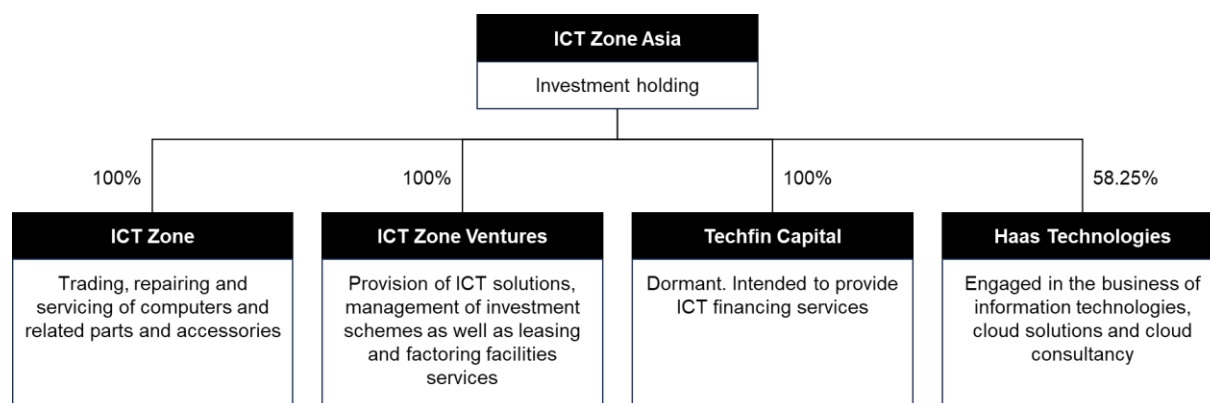 ICT Zone Asia
Investment holding
100%
100%
100%
58.25%
ICT Zone
Trading, repairing and
servicing of computers and
related parts and accessories
ICT Zone Ventures
Provision of ICT solutions,
management of investment
schemes as well as leasing
and factoring facilities
services
Techfin Capital
Dormant. Intended to provide
ICT financing services
Haas Technologies
Engaged in the business of
information technologies,
cloud solutions and cloud
consultancy